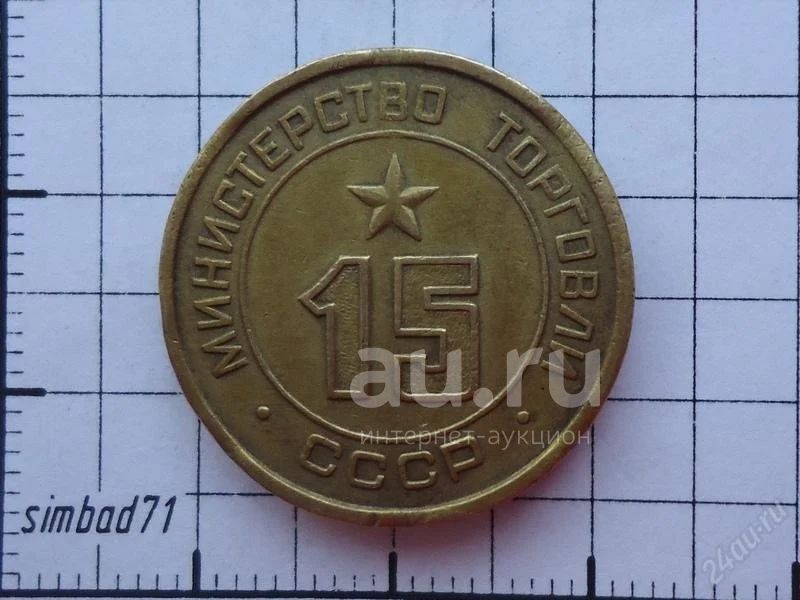 МИНИСТЕРСТВО ТОРГОВЛИ
15
· СССР ·
au.ru
интернет-аукцион
simbad71
24au.ru